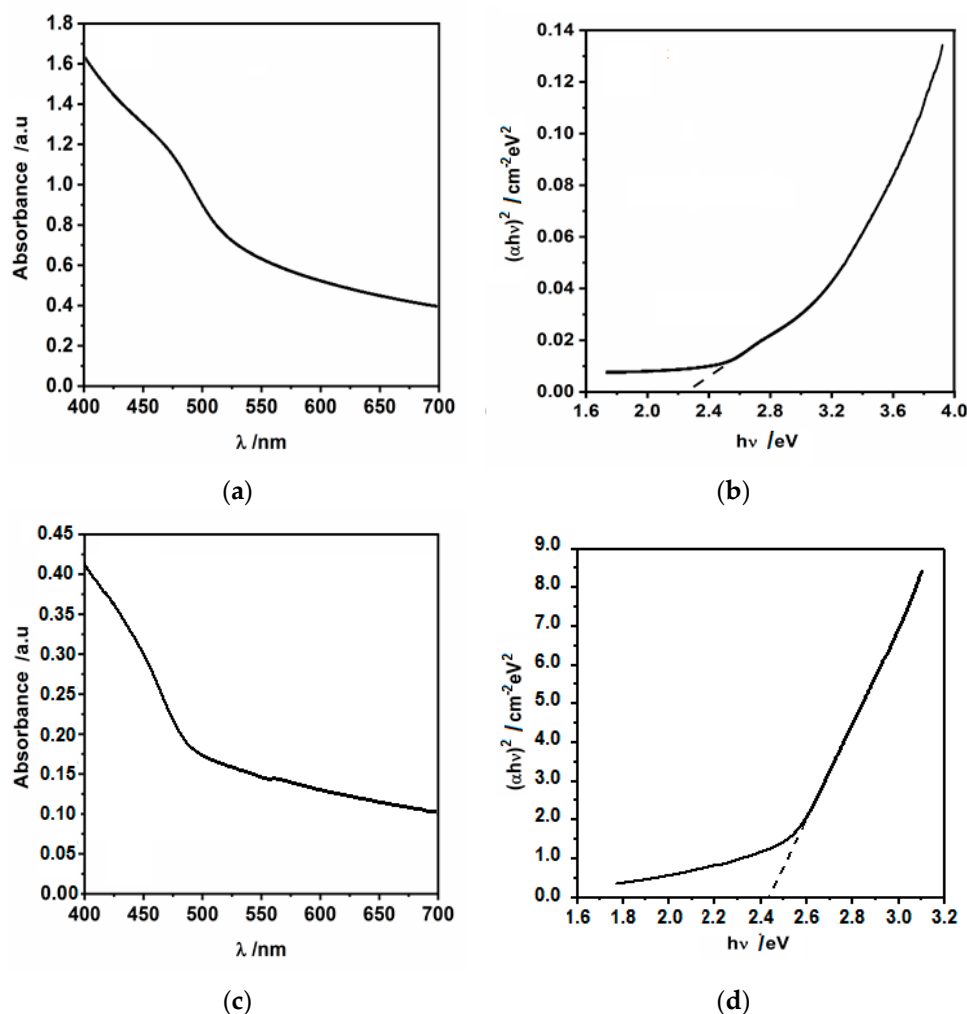 1.8
1.6
1.4
1.2
1.0
0.8
0.6
0.4
0.2
0.0
Absorbance /a.u
400 450 500 550 600 650 700
λ /nm
(a)
0.14
0.12
0.10
0.08
0.06
0.04
0.02
0.00
(αhν)² / cm⁻²eV²
1.6 2.0 2.4 2.8 3.2 3.6 4.0
hν /eV
(b)
0.45
0.40
0.35
0.30
0.25
0.20
0.15
0.10
0.05
0.00
Absorbance /a.u
400 450 500 550 600 650 700
λ /nm
(c)
9.0
8.0
7.0
6.0
5.0
4.0
3.0
2.0
1.0
0.0
(αhν)² / cm⁻²eV²
1.6 1.8 2.0 2.2 2.4 2.6 2.8 3.0 3.2
hν /eV
(d)